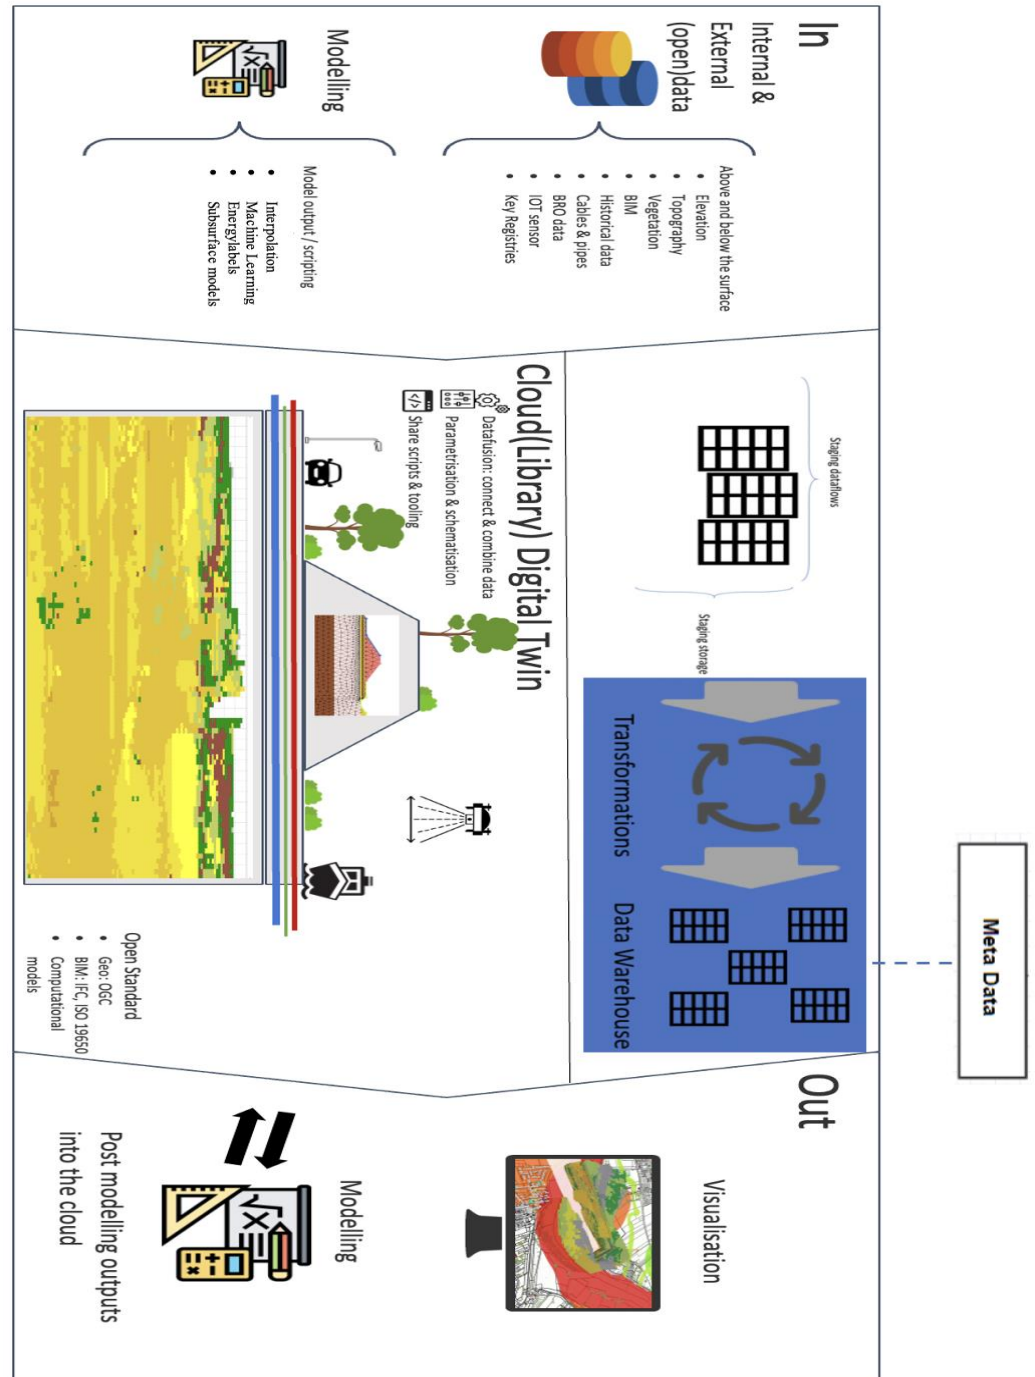 Meta Data
In
Internal &
External
(open)data
Above and below the surface
• Elevation
• Topography
• Vegetation
• BIM
• Historical data
• Cables & pipes
• BRO data
• IOT sensor
• Key Registries
Modelling
Model output / scripting
• Interpolation
• Machine Learning
• Energylabels
• Subsurface models
Staging dataflows
Staging storage
Transformations
Data Warehouse
Cloud(Library) Digital Twin
Datafusion: connect & combine data
Parametrisation & schematisation
Share scripts & tooling
Open Standard
• Geo: OGC
• BIM: IFC, ISO 19650
• Computational
models
Out
Visualisation
Modelling
Post modelling outputs
into the cloud